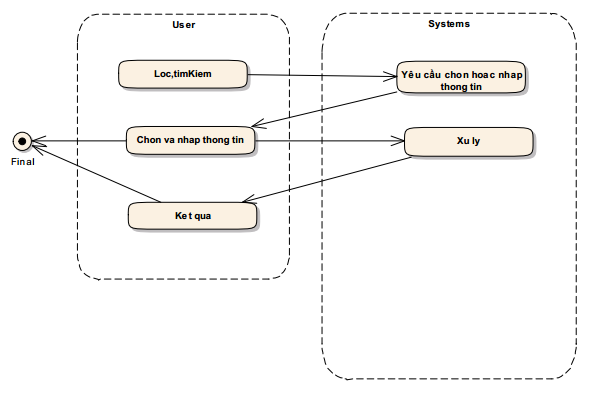 User
Systems
Loc,timKiem
Yêu cầu chon hoac nhap
thong tin
Chon va nhap thong tin
Xu ly
Final
Ket qua